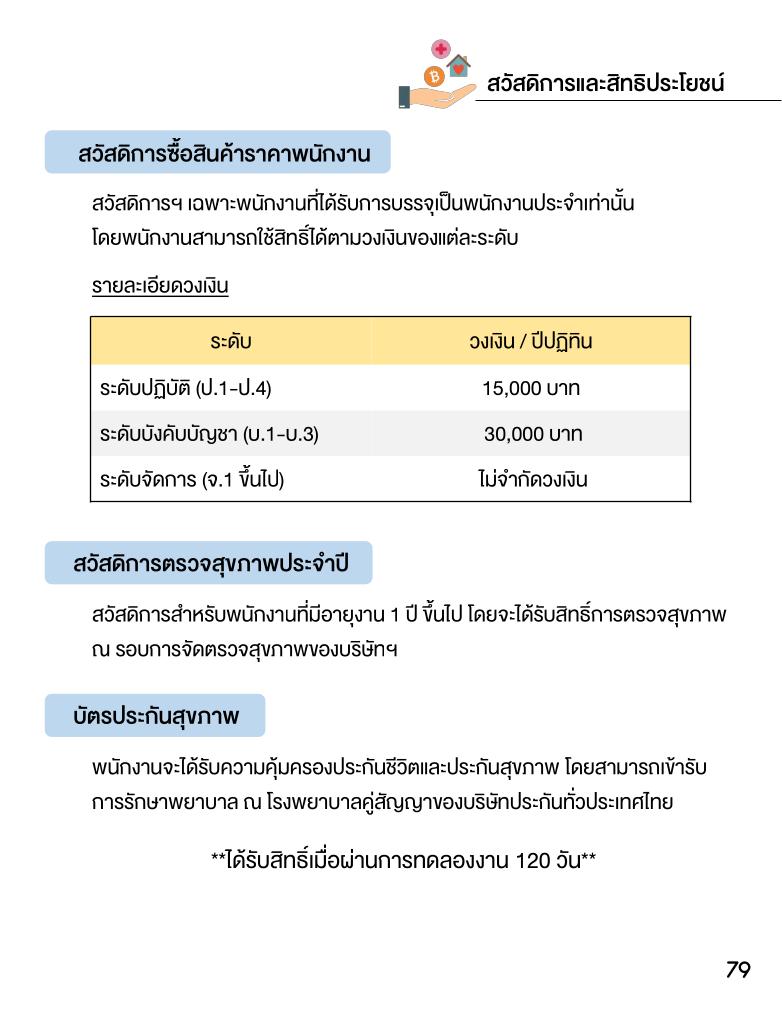 สวัสดิการและสิทธิประโยชน์
สวัสดิการซื้อสินค้าราคาพนักงาน
สวัสดิการฯ เฉพาะพนักงานที่ได้รับการบรรจุเป็นพนักงานประจำเท่านั้น
โดยพนักงานสามารถใช้สิทธิ์ได้ตามวงเงินของแต่ละระดับ
รายละเอียดวงเงิน
ระดับ วงเงิน / ปีปฏิทิน
ระดับปฏิบัติ (ป.1-ป.4) 15,000 บาท
ระดับบังคับบัญชา (บ.1-บ.3) 30,000 บาท
ระดับจัดการ (จ.1 ขึ้นไป) ไม่จำกัดวงเงิน
สวัสดิการตรวจสุขภาพประจำปี
สวัสดิการสำหรับพนักงานที่มีอายุงาน 1 ปี ขึ้นไป โดยจะได้รับสิทธิ์การตรวจสุขภาพ
ณ รอบการจัดตรวจสุขภาพของบริษัทฯ
บัตรประกันสุขภาพ
พนักงานจะได้รับความคุ้มครองประกันชีวิตและประกันสุขภาพ โดยสามารถเข้ารับ
การรักษาพยาบาล ณ โรงพยาบาลคู่สัญญาของบริษัทประกันทั่วประเทศไทย
**ได้รับสิทธิ์เมื่อผ่านการทดลองงาน 120 วัน**
79